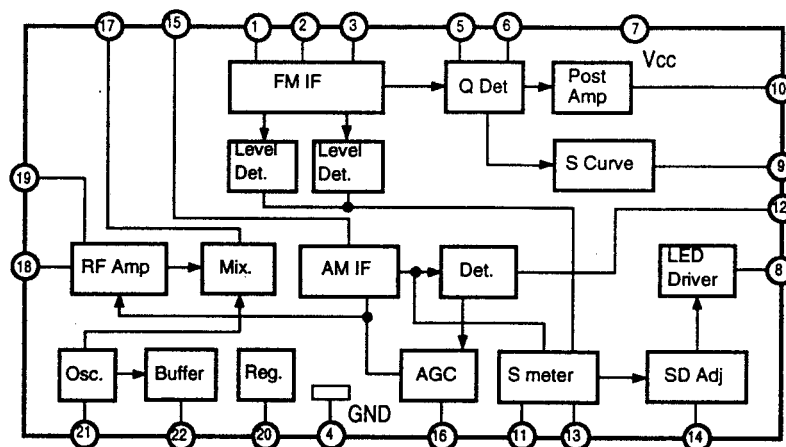 17
15
1
2
3
5
6
7
Vcc
FM IF
Q Det
Post
Amp
10
Level
Det.
Level
Det.
S Curve
9
19
12
18
RF Amp
Mix.
AM IF
Det.
LED
Driver
8
Osc.
Buffer
Reg.
AGC
S meter
SD Adj
GND
21
22
20
4
16
11
13
14